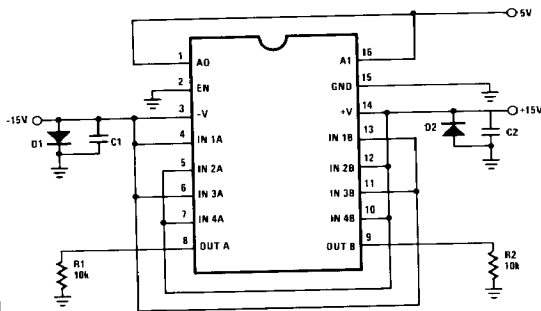 5V
1 A0
A1 16
2 EN
GND 15
-15V
3 -V
+V 14
+15V
D1
C1
4 IN 1A
IN 1B 13
D2
C2
5 IN 2A
IN 2B 12
6 IN 3A
IN 3B 11
7 IN 4A
IN 4B 10
8 OUT A
OUT B 9
R1
10k
R2
10k